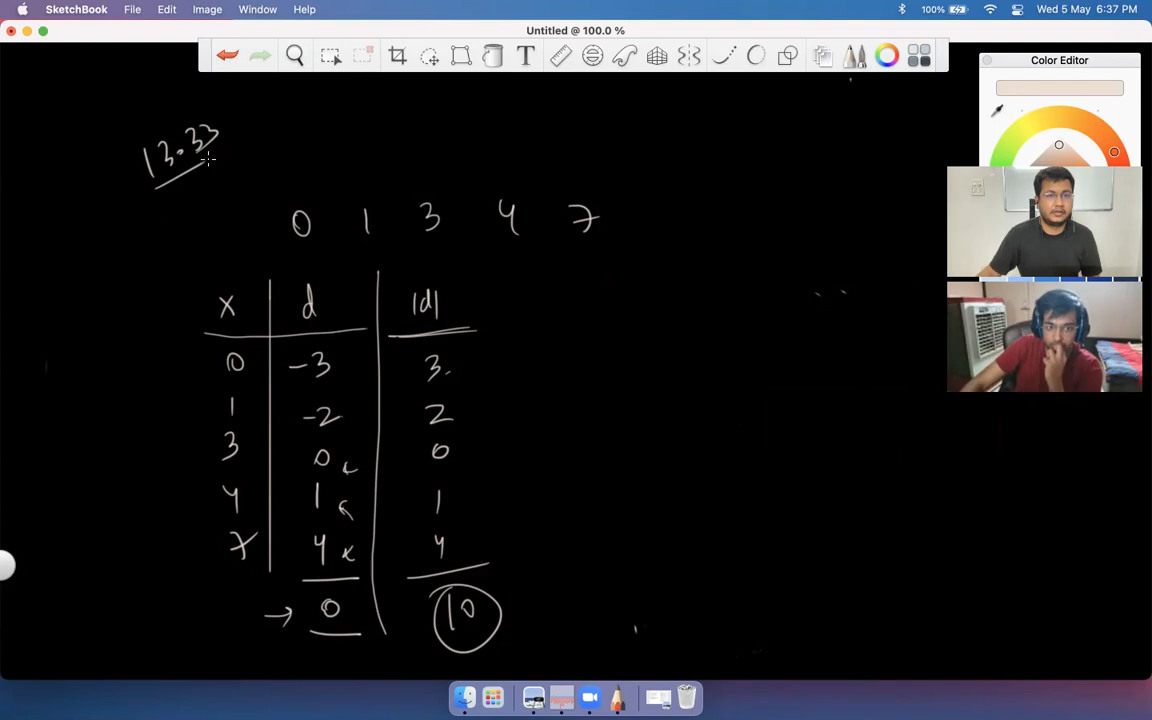 SketchBook File Edit Image Window Help 100% Wed 5 May 6:37 PM
Untitled @ 100.0 %
Color Editor
13.33
0 1 3 4 7
x d |d|
0 -3 3
1 -2 2
3 0 0
4 1 1
7 4 4
→ 0 10